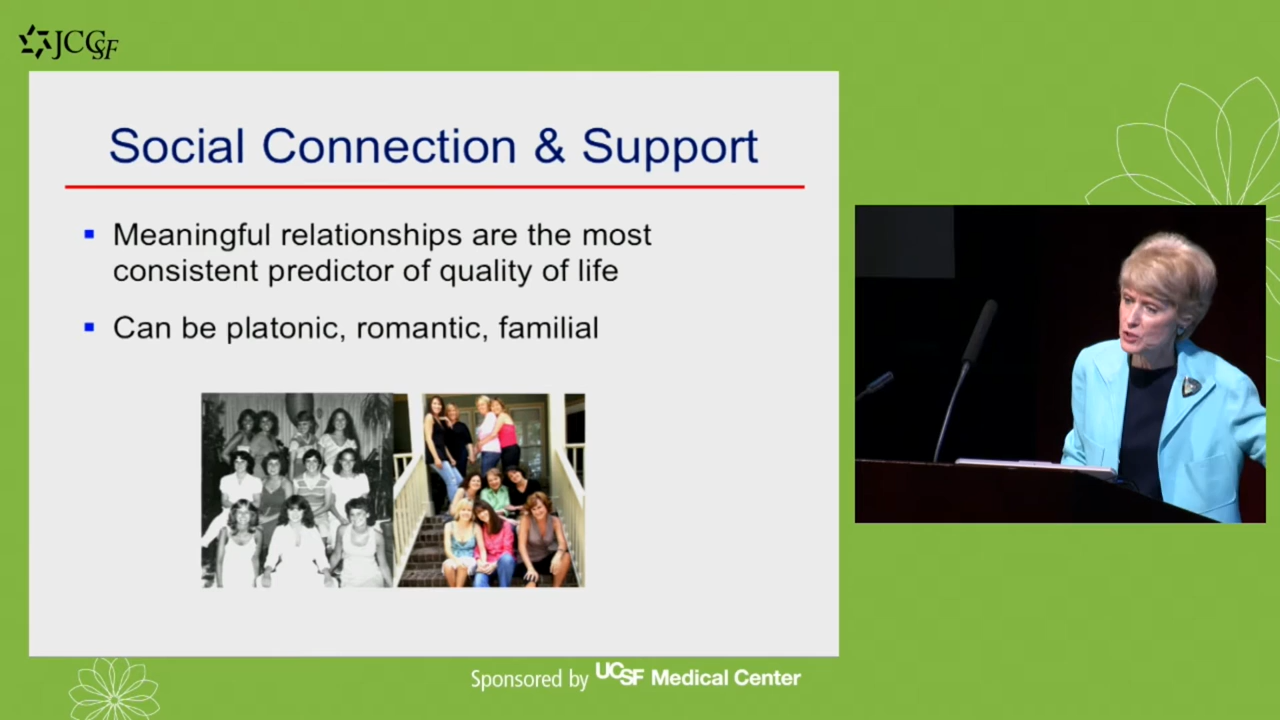 JCCSF
Social Connection & Support
Meaningful relationships are the most
consistent predictor of quality of life
Can be platonic, romantic, familial
Sponsored by UCSF Medical Center